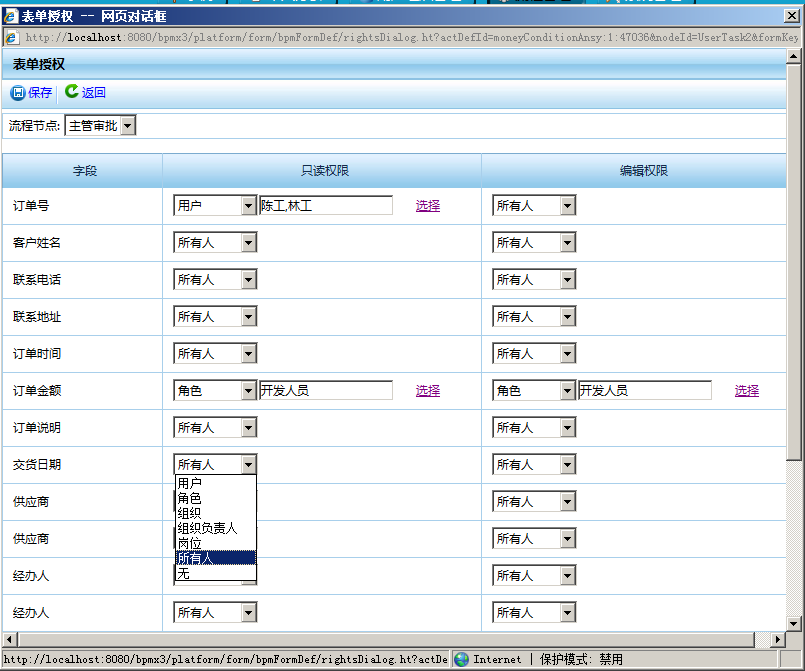 表单授权 -- 网页对话框
http://localhost:8080/bpmx3/platform/form/bpmFormDef/rightsDialog.ht?actDefId=moneyConditionAnsy:1:47036&nodeId=UserTask2&formKey
表单授权
保存 返回
流程节点: 主管审批
字段 只读权限 编辑权限
订单号 用户 陈工,林工 选择 所有人
客户姓名 所有人 所有人
联系电话 所有人 所有人
联系地址 所有人 所有人
订单时间 所有人 所有人
订单金额 角色 开发人员 选择 角色 开发人员 选择
订单说明 所有人 所有人
交货日期 所有人 所有人
用户
角色
供应商 所有人
组织
组织负责人
岗位
供应商 所有人
所有人
无
经办人 所有人
经办人 所有人 所有人
http://localhost:8080/bpmx3/platform/form/bpmFormDef/rightsDialog.ht?actDe Internet | 保护模式: 禁用